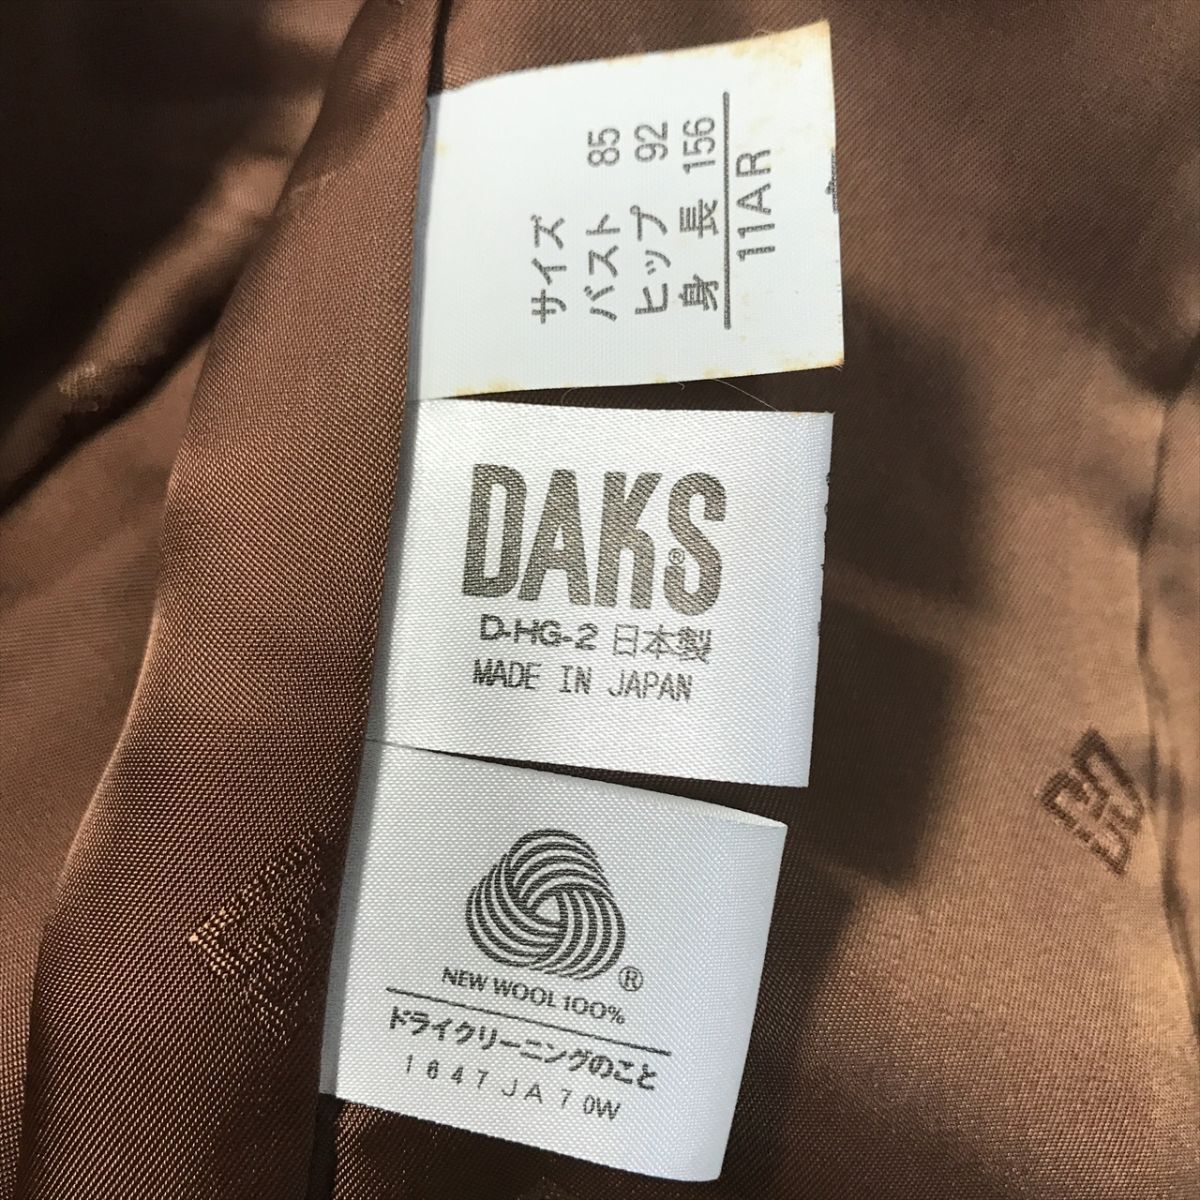 サイズ
バスト 85
ヒップ 92
身長 156
11AR
DAKS®
D-HG-2 日本製
MADE IN JAPAN
®
NEW WOOL 100%
ドライクリーニングのこと
1647JA70W